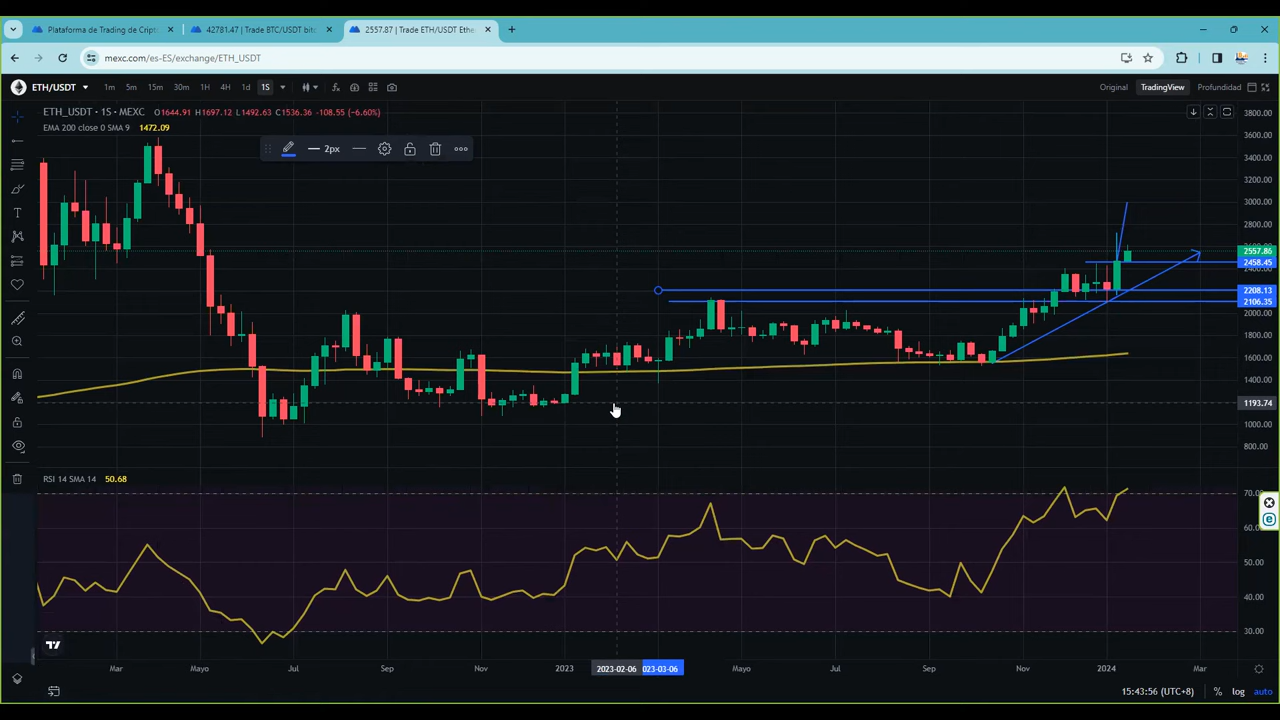 Plataforma de Trading de Cript
42781.47 | Trade BTC/USDT bitc
2557.87 | Trade ETH/USDT Ethe
mexc.com/es-ES/exchange/ETH_USDT
ETH/USDT 1m 5m 15m 30m 1H 4H 1d 1S Original TradingView Profundidad
ETH_USDT · 1S · MEXC O1644.91 H1697.12 L1492.63 C1536.36 -108.55 (-6.60%)
EMA 200 close 0 SMA 9 1472.09
2px
3800.00
3600.00
3400.00
3200.00
3000.00
2800.00
2557.86
2458.45
2400.00
2208.13
2106.35
2000.00
1800.00
1600.00
1400.00
1193.74
1000.00
800.00
RSI 14 SMA 14 50.68
70.00
60.00
50.00
40.00
30.00
Mar Mayo Jul Sep Nov 2023 2023-02-06 023-03-06 Mayo Jul Sep Nov 2024 Mar
15:43:56 (UTC+8) % log auto